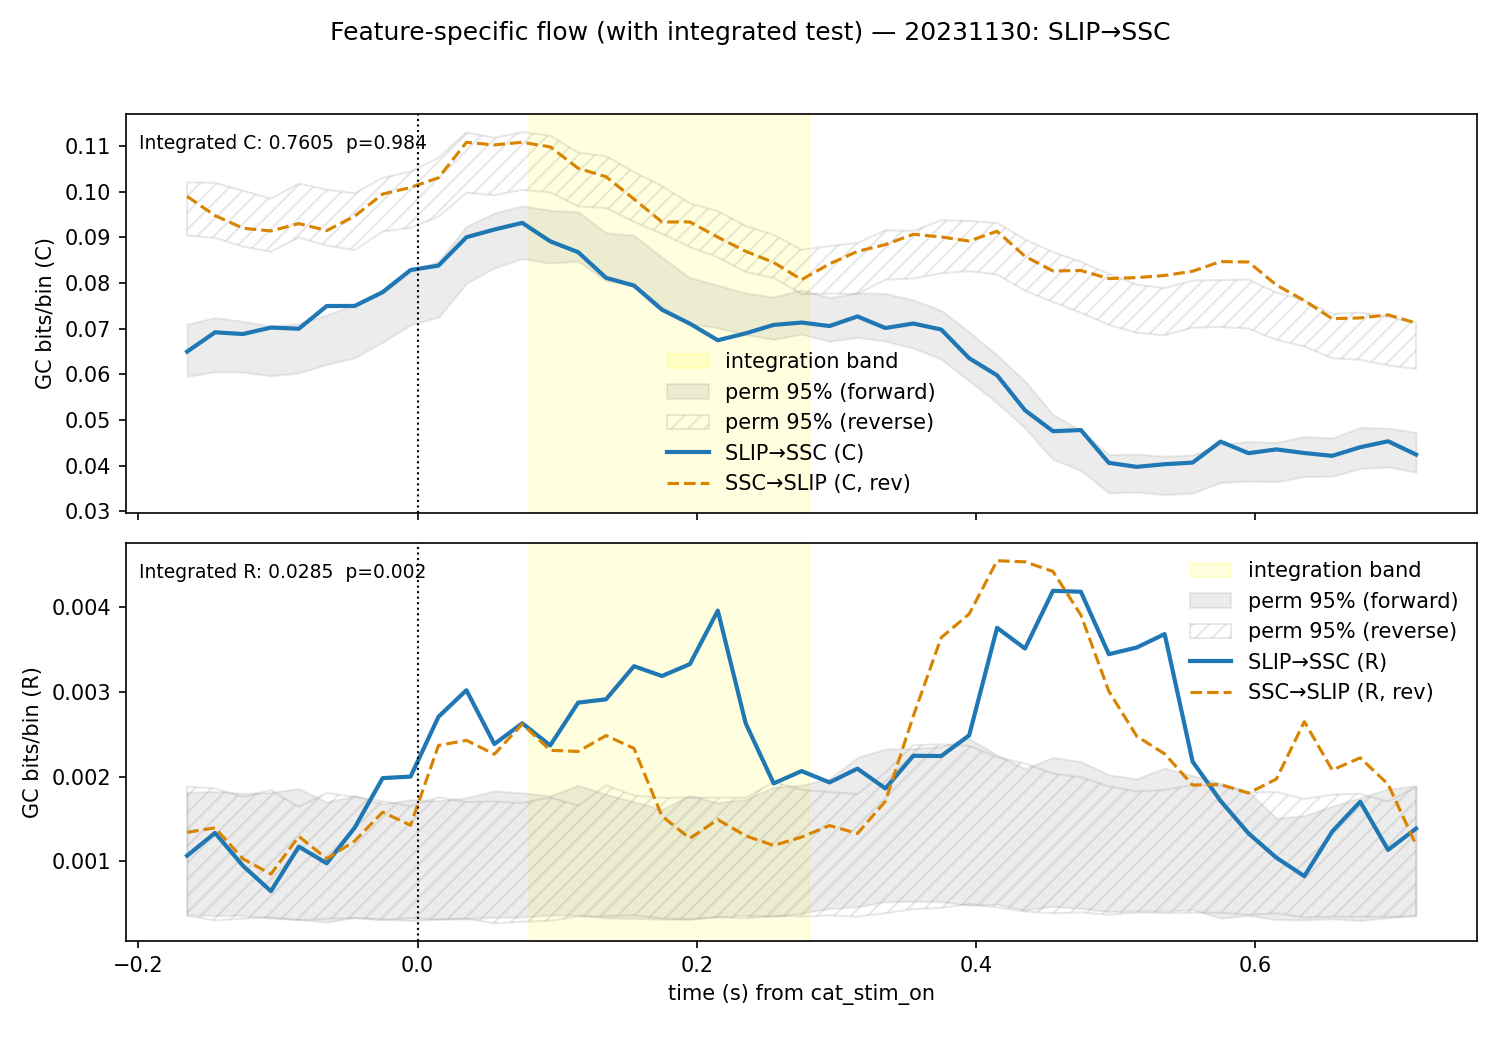 Feature-specific flow (with integrated test) — 20231130: SLIP→SSC
Integrated C: 0.7605  p=0.984
GC bits/bin (C)
0.11
0.10
0.09
0.08
0.07
0.06
0.05
0.04
0.03
integration band
perm 95% (forward)
perm 95% (reverse)
SLIP→SSC (C)
SSC→SLIP (C, rev)
Integrated R: 0.0285  p=0.002
GC bits/bin (R)
0.004
0.003
0.002
0.001
integration band
perm 95% (forward)
perm 95% (reverse)
SLIP→SSC (R)
SSC→SLIP (R, rev)
−0.2 0.0 0.2 0.4 0.6
time (s) from cat_stim_on